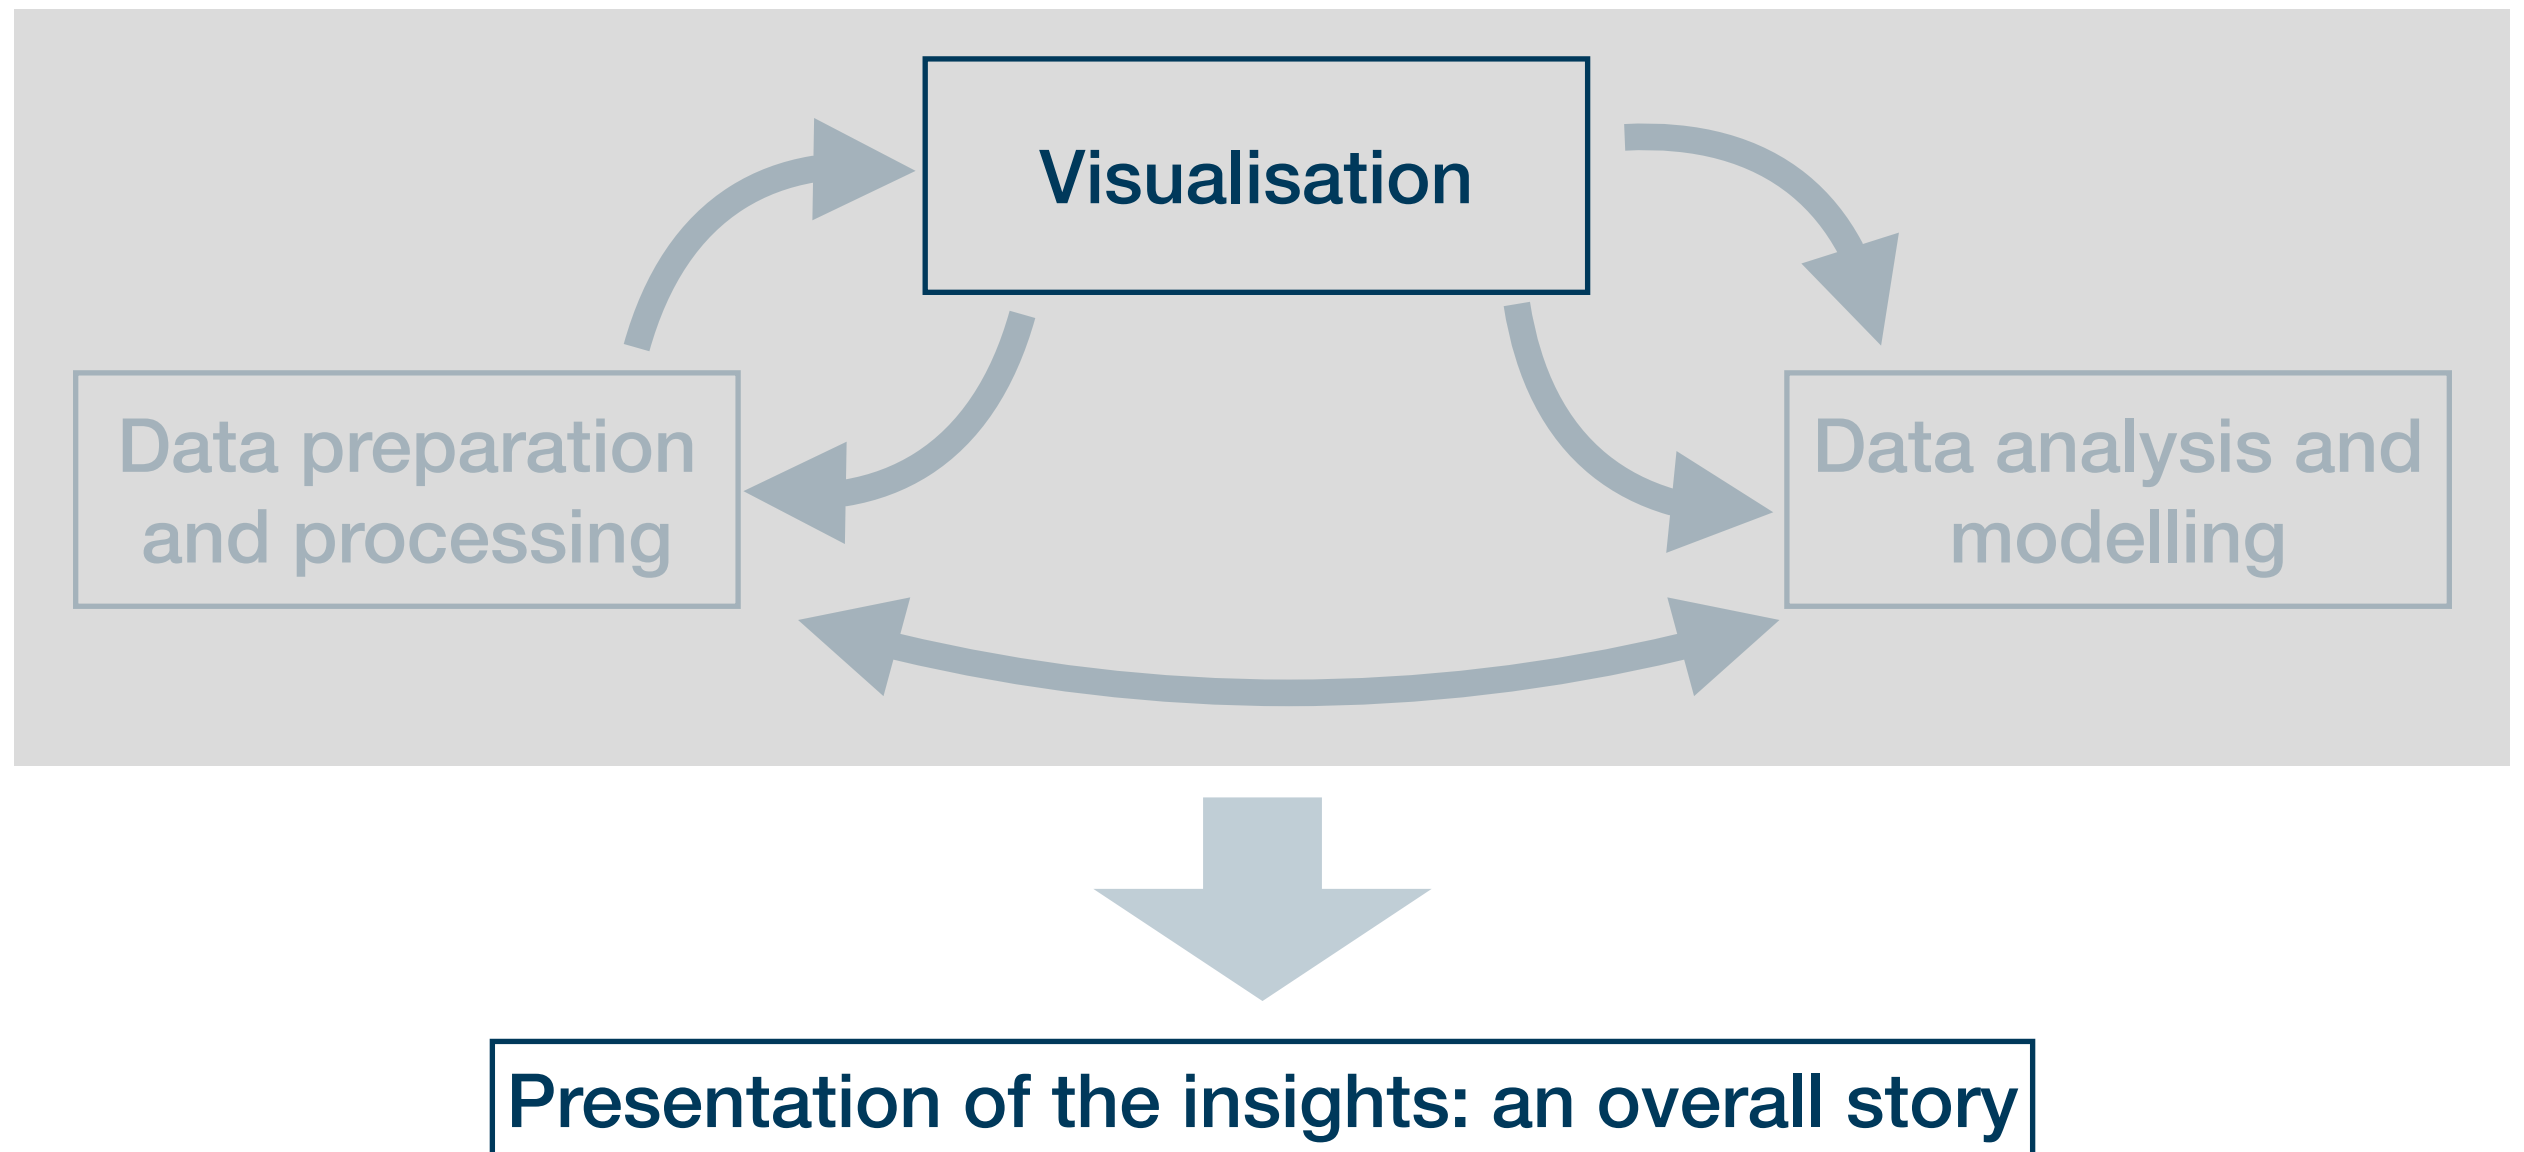 Visualisation
Data preparation
and processing
Data analysis and
modelling
Presentation of the insights: an overall story